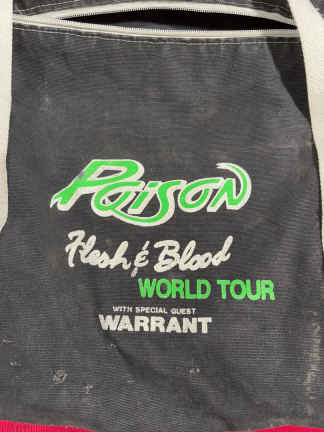 Poison
Flesh & Blood
WORLD TOUR
WITH SPECIAL GUEST
WARRANT